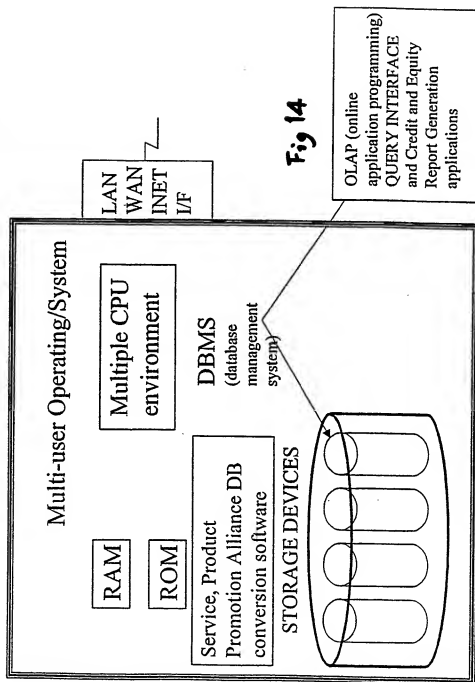 Multi-user Operating/System
RAM
ROM
Multiple CPU
environment
LAN
WAN
INET
I/F
Service, Product
Promotion Alliance DB
conversion software
DBMS
(database
management
system)
STORAGE DEVICES
Fig 14
OLAP (online
application programming)
QUERY INTERFACE
and Credit and Equity
Report Generation
applications